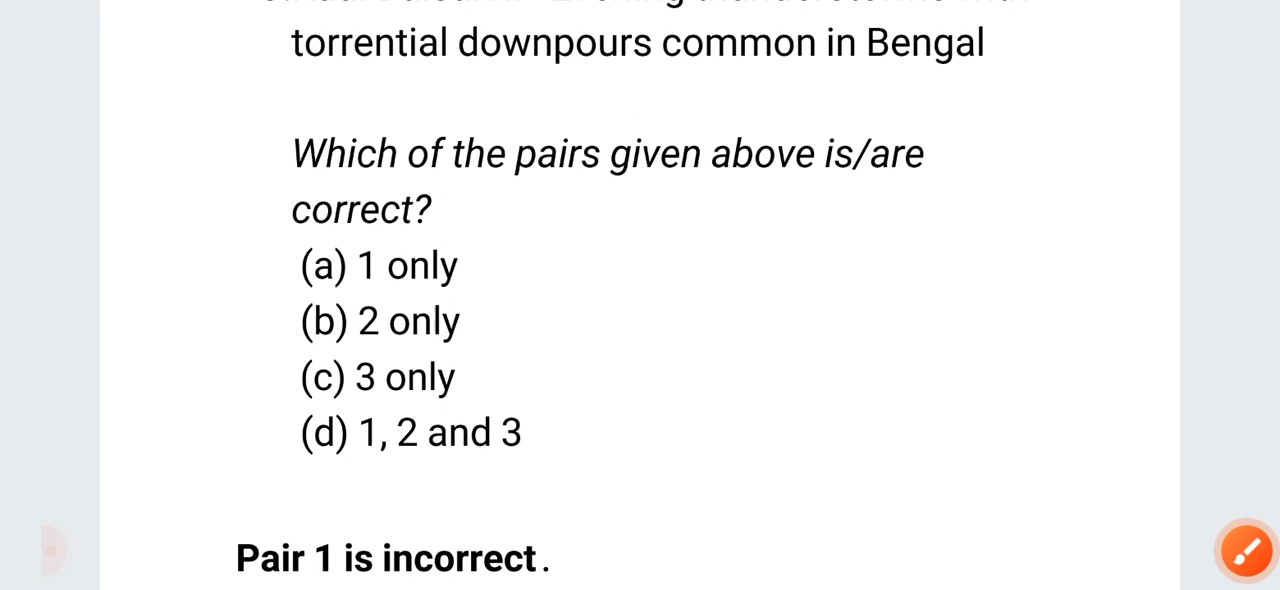 torrential downpours common in Bengal
Which of the pairs given above is/are
correct?
(a) 1 only
(b) 2 only
(c) 3 only
(d) 1, 2 and 3
Pair 1 is incorrect.